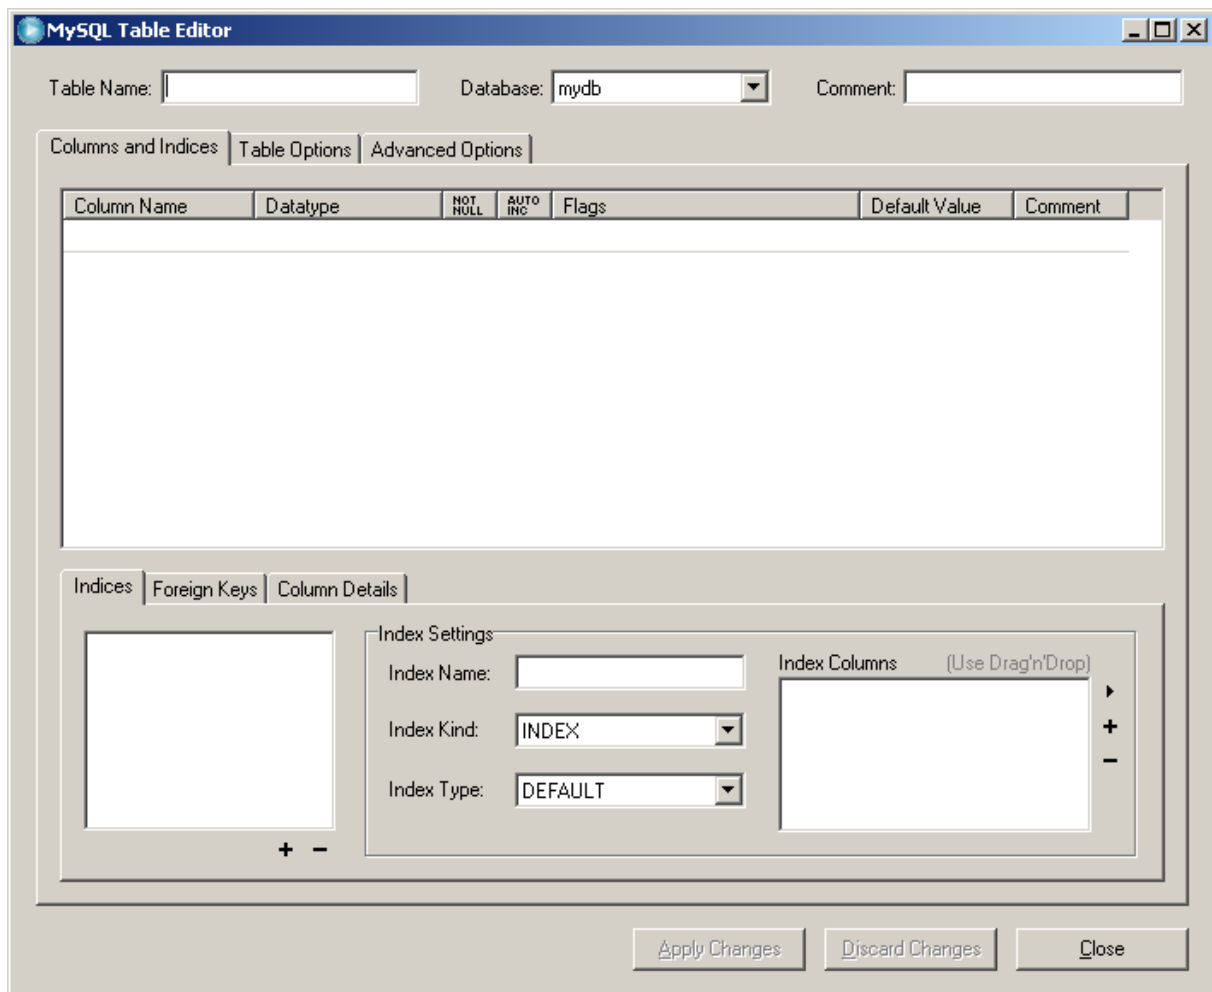 MySQL Table Editor
Table Name: Database: mydb Comment:
Columns and Indices Table Options Advanced Options
Column Name Datatype NOT NULL AUTO INC Flags Default Value Comment
Indices Foreign Keys Column Details
Index Settings
Index Name:
Index Kind: INDEX
Index Type: DEFAULT
Index Columns (Use Drag'n'Drop)
Apply Changes Discard Changes Close